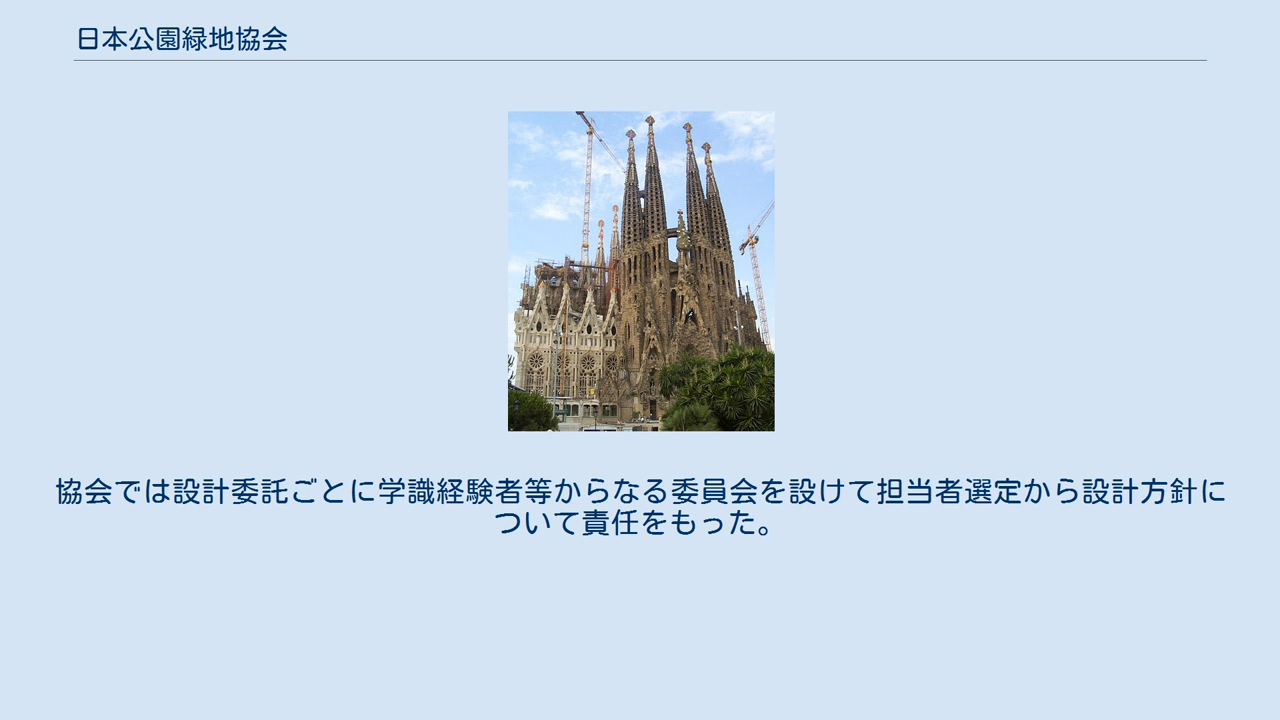 日本公園緑地協会
協会では設計委託ごとに学識経験者等からなる委員会を設けて担当者選定から設計方針に
ついて責任をもった。